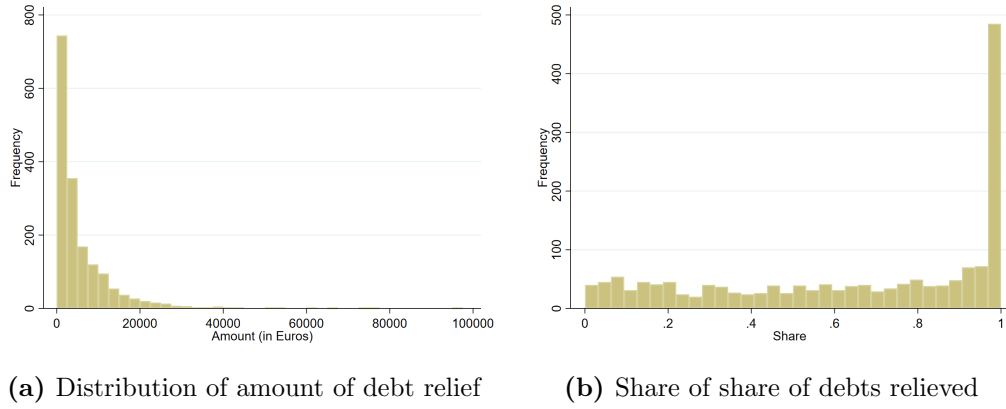 800
600
400
200
0
Frequency
0 20000 40000 60000 80000 100000
Amount (in Euros)
(a) Distribution of amount of debt relief
500
400
300
200
100
0
Frequency
0 .2 .4 .6 .8 1
Share
(b) Share of share of debts relieved